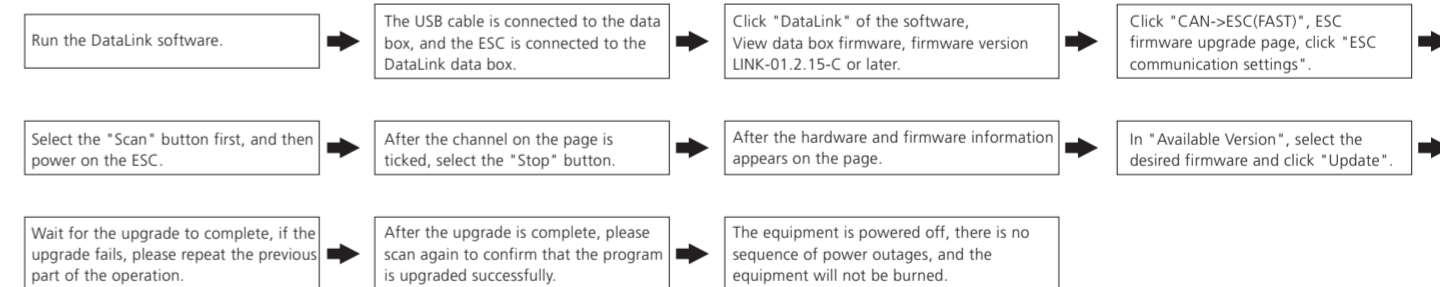 Run the DataLink software.
The USB cable is connected to the data
box, and the ESC is connected to the
DataLink data box.
Click "DataLink" of the software,
View data box firmware, firmware version
LINK-01.2.15-C or later.
Click "CAN->ESC(FAST)", ESC
firmware upgrade page, click "ESC
communication settings".
Select the "Scan" button first, and then
power on the ESC.
After the channel on the page is
ticked, select the "Stop" button.
After the hardware and firmware information
appears on the page.
In "Available Version", select the
desired firmware and click "Update".
Wait for the upgrade to complete, if the
upgrade fails, please repeat the previous
part of the operation.
After the upgrade is complete, please
scan again to confirm that the program
is upgraded successfully.
The equipment is powered off, there is no
sequence of power outages, and the
equipment will not be burned.